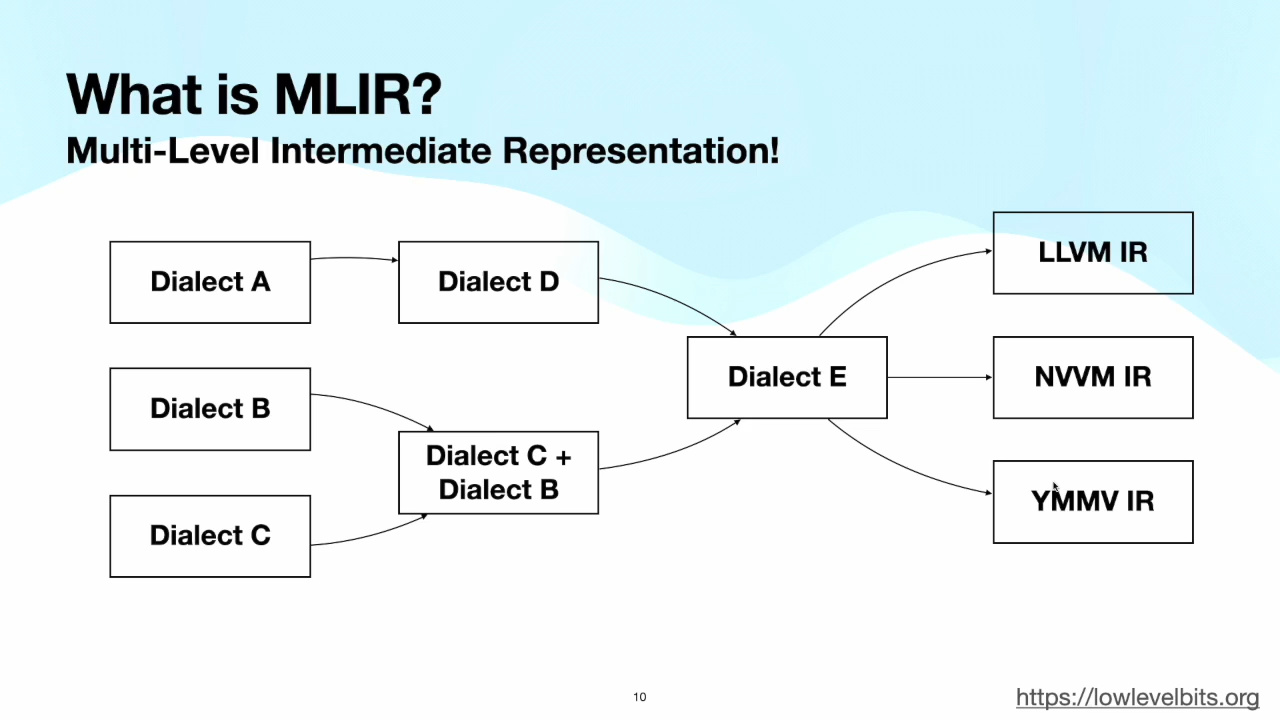 What is MLIR?
Multi-Level Intermediate Representation!
Dialect A
Dialect D
LLVM IR
Dialect E
NVVM IR
Dialect B
Dialect C +
Dialect B
YMMV IR
Dialect C
10
https://lowlevelbits.org